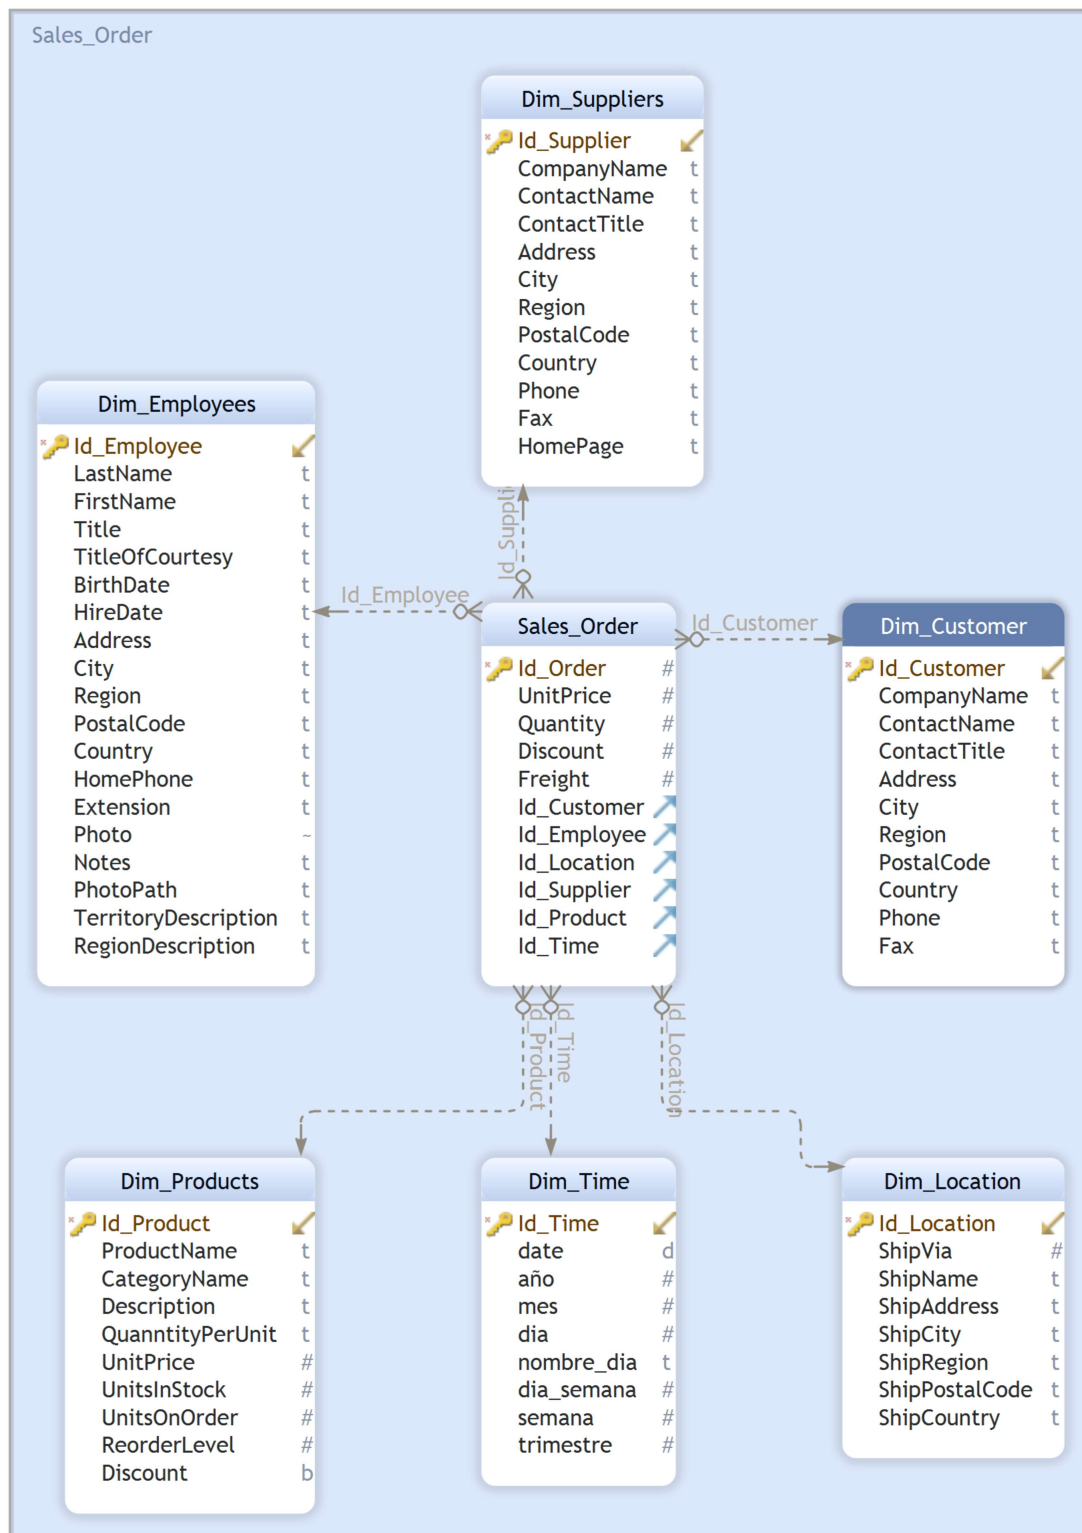 Sales_Order
Dim_Suppliers
Id_Supplier
CompanyName t
ContactName t
ContactTitle t
Address t
City t
Region t
PostalCode t
Country t
Phone t
Fax t
HomePage t
Dim_Employees
Id_Employee
LastName t
FirstName t
Title t
TitleOfCourtesy t
BirthDate t
HireDate t
Address t
City t
Region t
PostalCode t
Country t
HomePhone t
Extension t
Photo ~
Notes t
PhotoPath t
TerritoryDescription t
RegionDescription t
Id_Suppli
Id_Employee
Id_Customer
Sales_Order
Id_Order #
UnitPrice #
Quantity #
Discount #
Freight #
Id_Customer
Id_Employee
Id_Location
Id_Supplier
Id_Product
Id_Time
Dim_Customer
Id_Customer
CompanyName t
ContactName t
ContactTitle t
Address t
City t
Region t
PostalCode t
Country t
Phone t
Fax t
Id_Product
Id_Time
Id_Location
Dim_Products
Id_Product
ProductName t
CategoryName t
Description t
QuanntityPerUnit t
UnitPrice #
UnitsInStock #
UnitsOnOrder #
ReorderLevel #
Discount b
Dim_Time
Id_Time
date d
año #
mes #
dia #
nombre_dia t
dia_semana #
semana #
trimestre #
Dim_Location
Id_Location
ShipVia #
ShipName t
ShipAddress t
ShipCity t
ShipRegion t
ShipPostalCode t
ShipCountry t